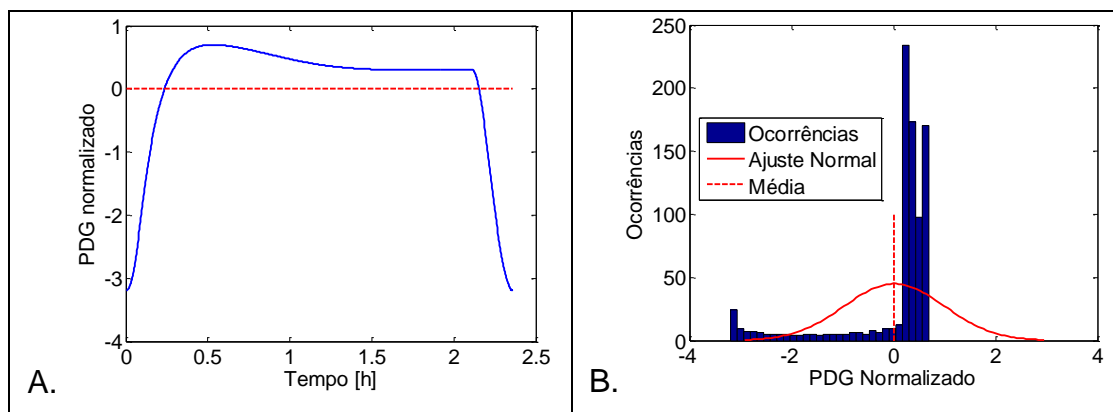 1
0
-1
-2
-3
-4
PDG normalizado
0
0.5
1
1.5
2
2.5
Tempo [h]
A.
250
200
150
100
50
0
Ocorrências
Ocorrências
Ajuste Normal
Média
-4
-2
0
2
4
PDG Normalizado
B.